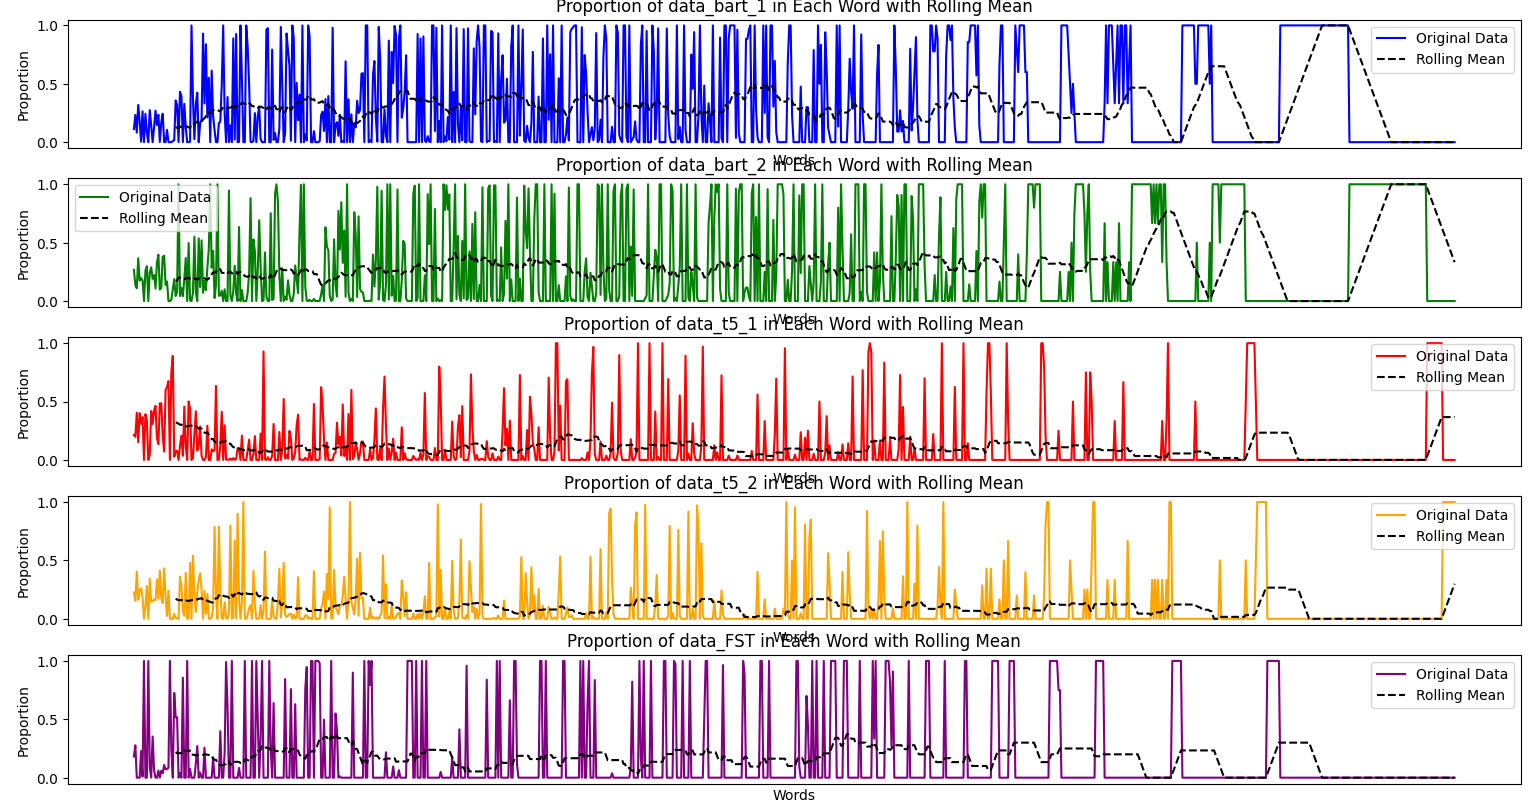 Proportion of data_bart_1 in Each Word with Rolling Mean
1.0
0.5
0.0
Proportion
Original Data
Rolling Mean
Words
Proportion of data_bart_2 in Each Word with Rolling Mean
1.0
0.5
0.0
Proportion
Original Data
Rolling Mean
Words
Proportion of data_t5_1 in Each Word with Rolling Mean
1.0
0.5
0.0
Proportion
Original Data
Rolling Mean
Words
Proportion of data_t5_2 in Each Word with Rolling Mean
1.0
0.5
0.0
Proportion
Original Data
Rolling Mean
Words
Proportion of data_FST in Each Word with Rolling Mean
1.0
0.5
0.0
Proportion
Original Data
Rolling Mean
Words